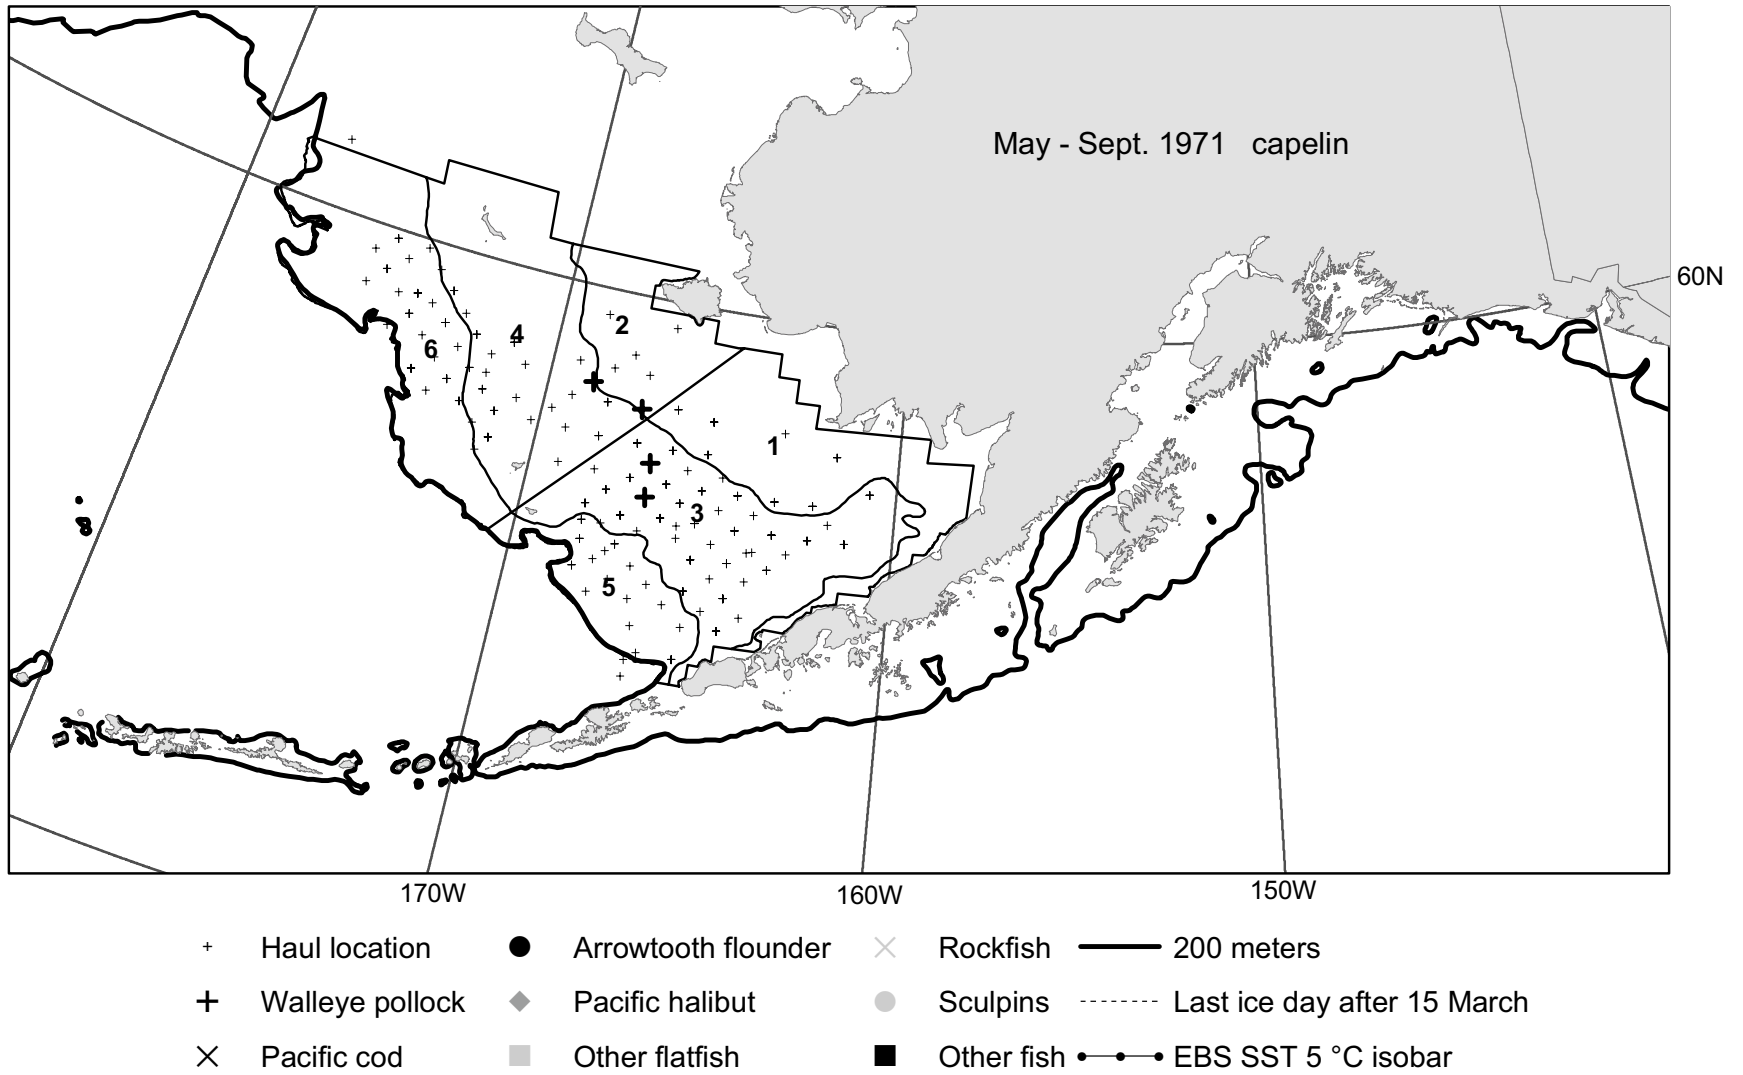 May - Sept. 1971 capelin
60N
2
4
6
1
3
5
170W
160W
150W
Haul location
Arrowtooth flounder
Rockfish
200 meters
Walleye pollock
Pacific halibut
Sculpins
Last ice day after 15 March
Pacific cod
Other flatfish
Other fish
EBS SST 5 °C isobar